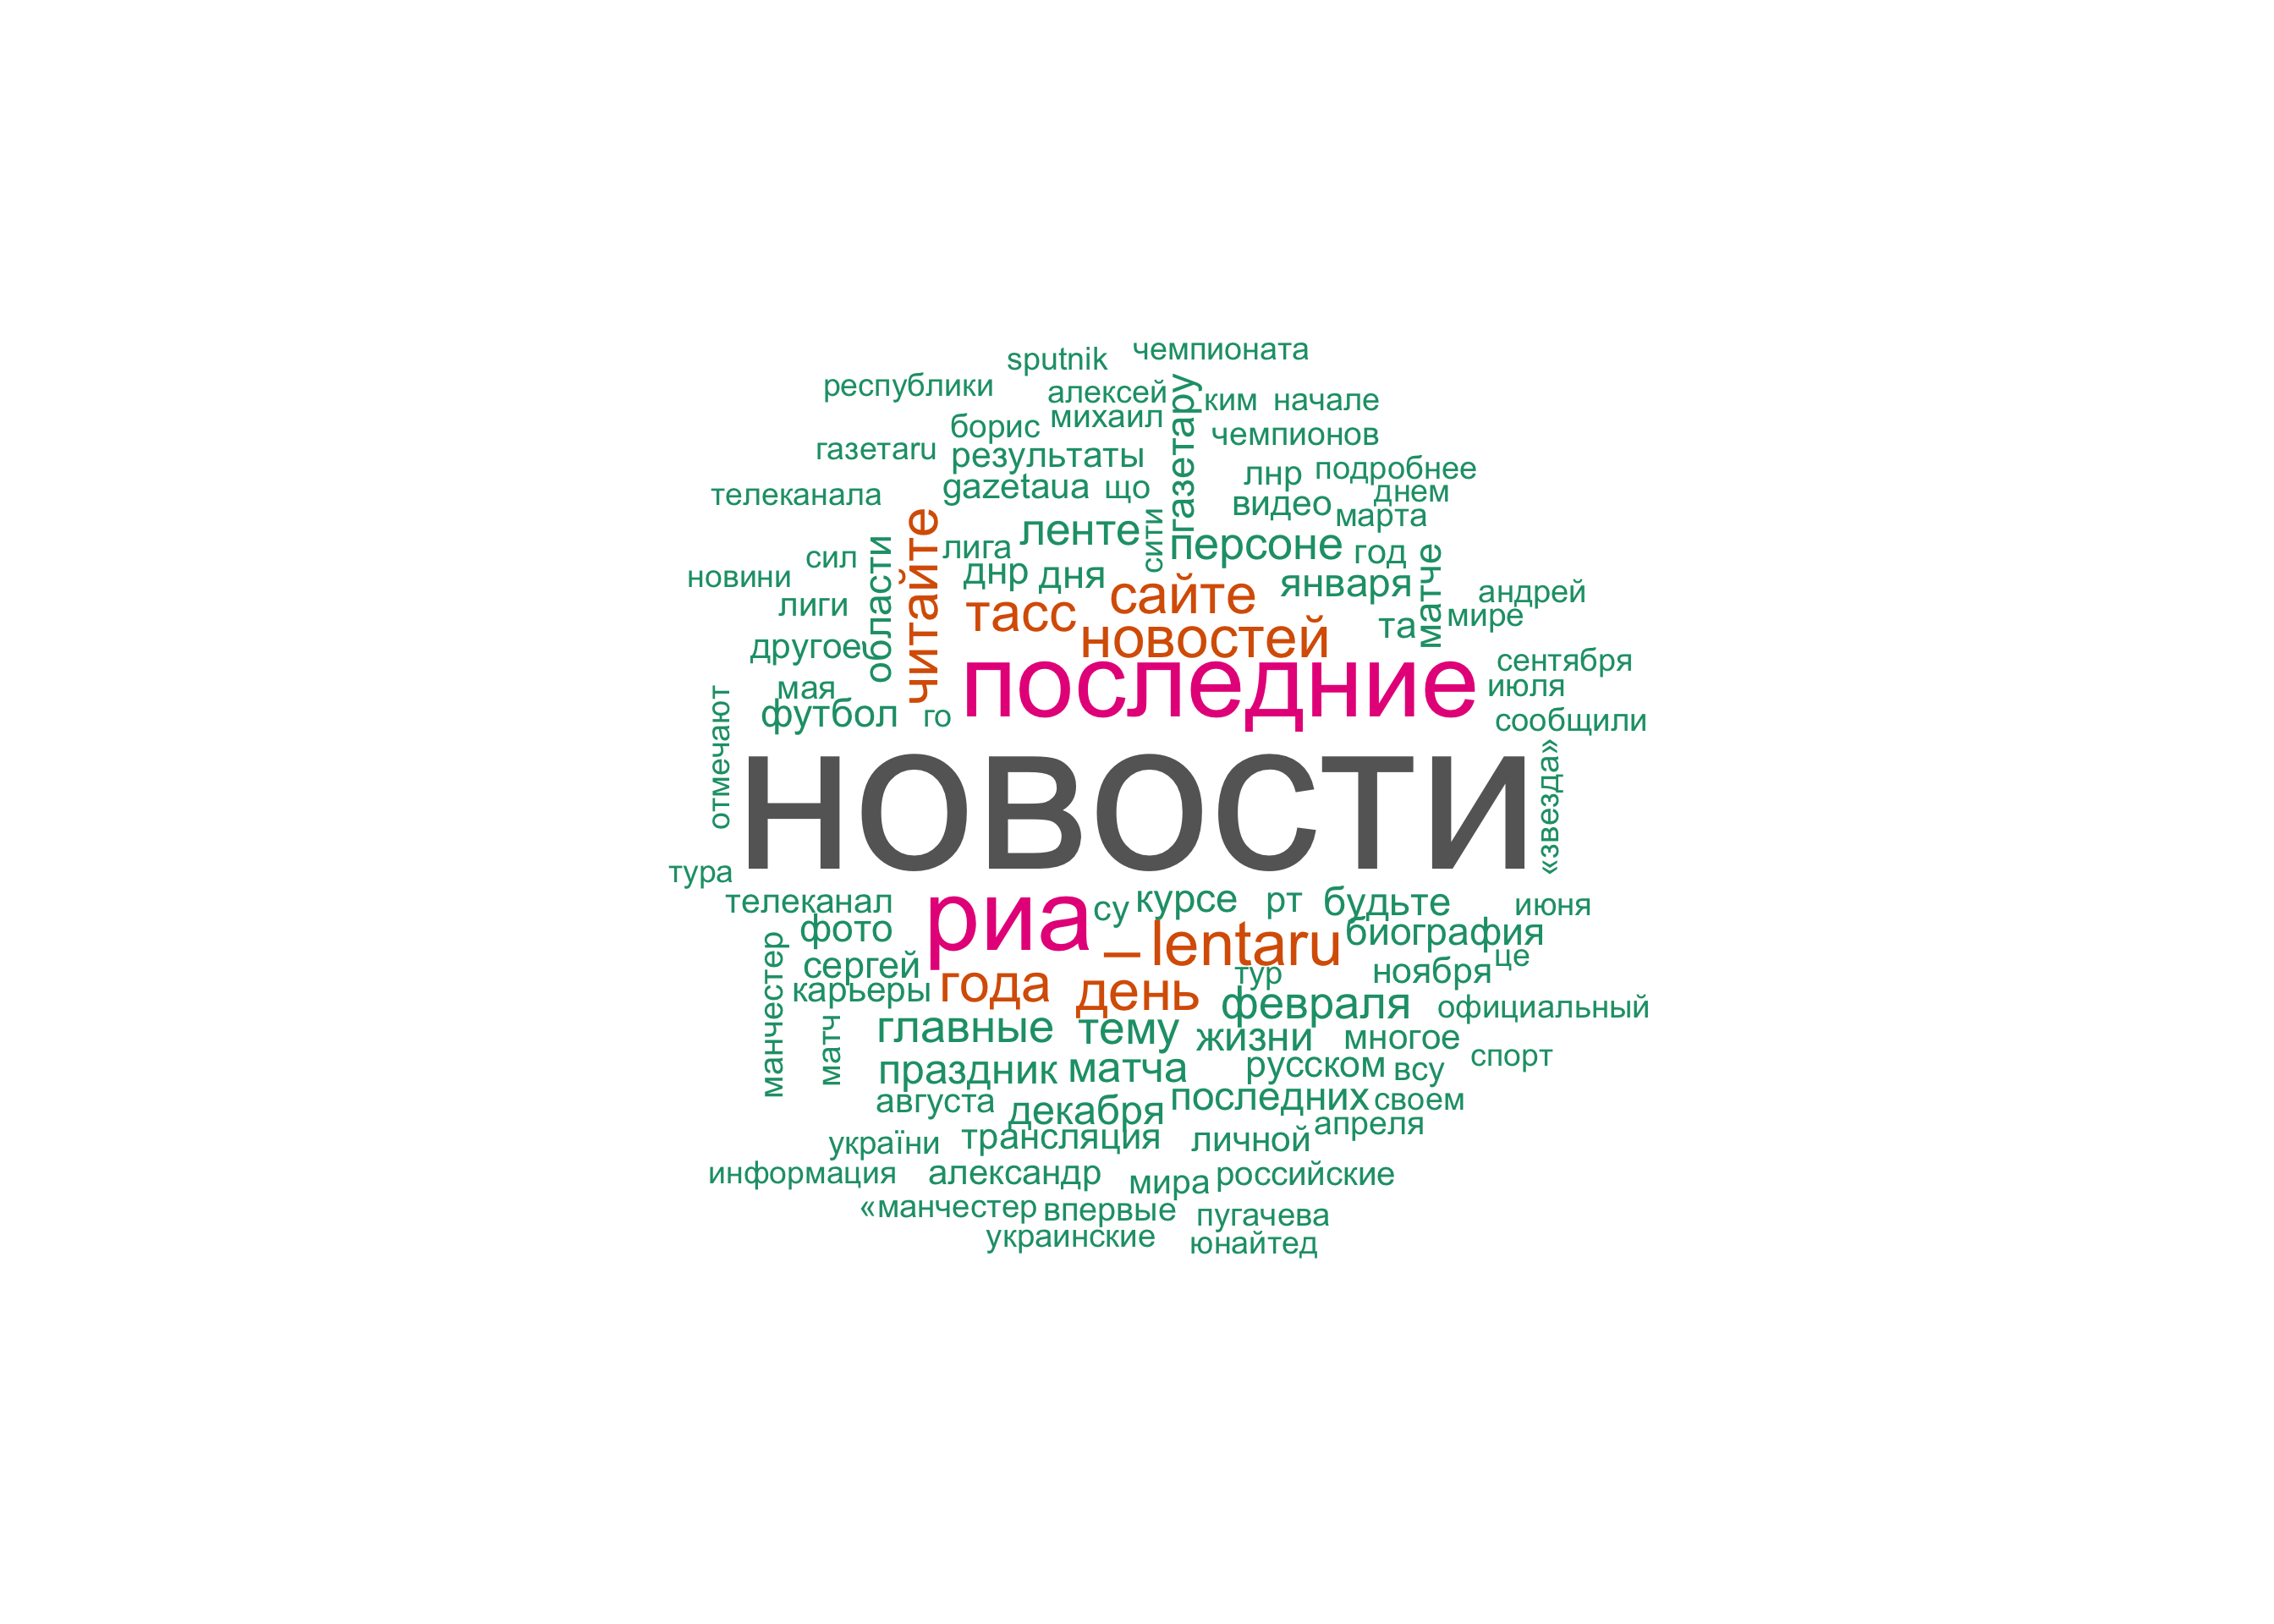 чемпионата
sputnik
республики
алексей
ким
начале
газетару
михаил
борис
чемпионов
газетаru
результаты
лнр
подробнее
телеканала
gazetaua
що
видео
днем
марта
читайте
ленте
сити
персоне
год
матче
сил
области
лига
новини
днр
дня
января
андрей
лиги
тасс
сайте
та
мире
другое
новостей
сентября
мая
последние
июля
футбол
го
сообщили
отмечают
новости
«звезда»
тура
телеканал
риа
су
курсе
рт
будьте
июня
фото
–
lentaru
биография
манчестер
сергей
тур
ноября
це
карьеры
года
день
февраля
официальный
матч
главные
тему
жизни
многое
праздник
матча
русском
всу
спорт
августа
декабря
последних
своем
україни
трансляция
личной
апреля
информация
александр
мира
российские
«манчестер
впервые
пугачева
украинские
юнайтед